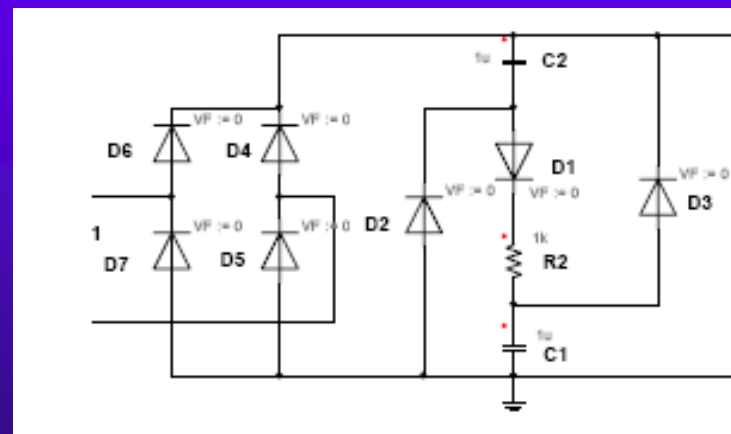 1u
C2
VF := 0
VF := 0
D6
D4
D1
VF := 0
VF := 0
VF := 0
D3
VF := 0
VF := 0
D2
1
1k
D7
D5
R2
1u
C1